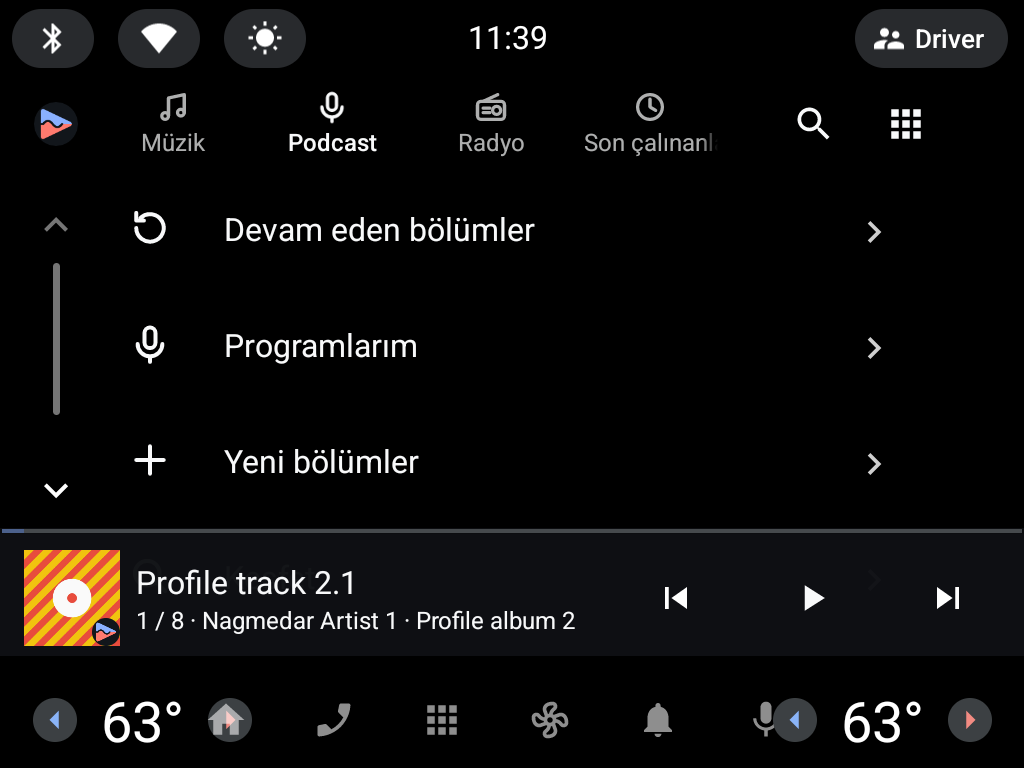 11:39
Driver
Müzik
Podcast
Radyo
Son çalınanl
Devam eden bölümler
Programlarım
Yeni bölümler
Profile track 2.1
1 / 8 · Nagmedar Artist 1 · Profile album 2
63°
63°